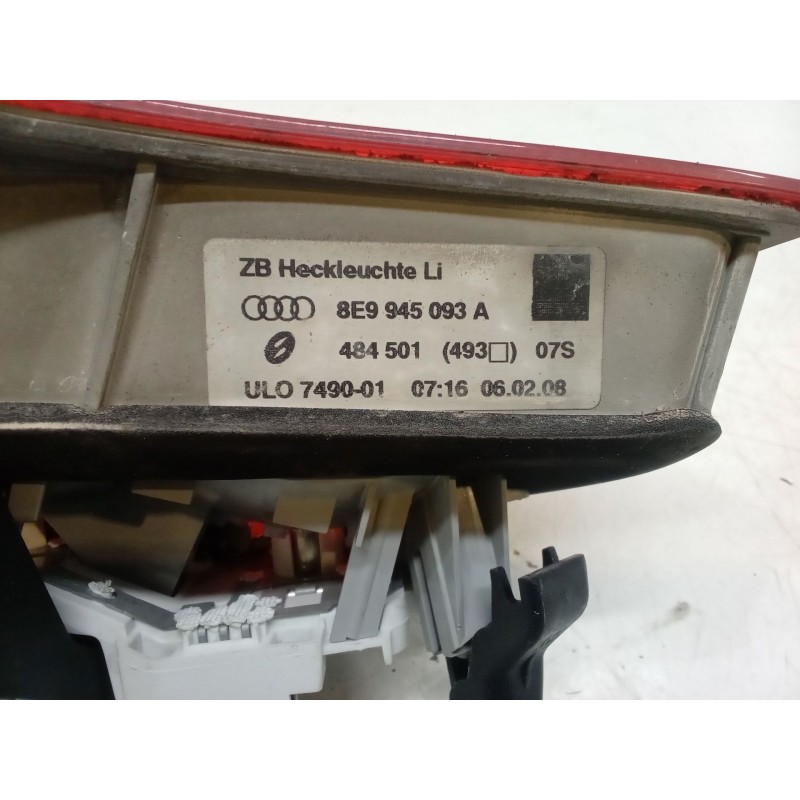 ZB Heckleuchte Li
8E9 945 093 A
484 501 (493□) 07S
ULO 7490-01 07:16 06.02.08